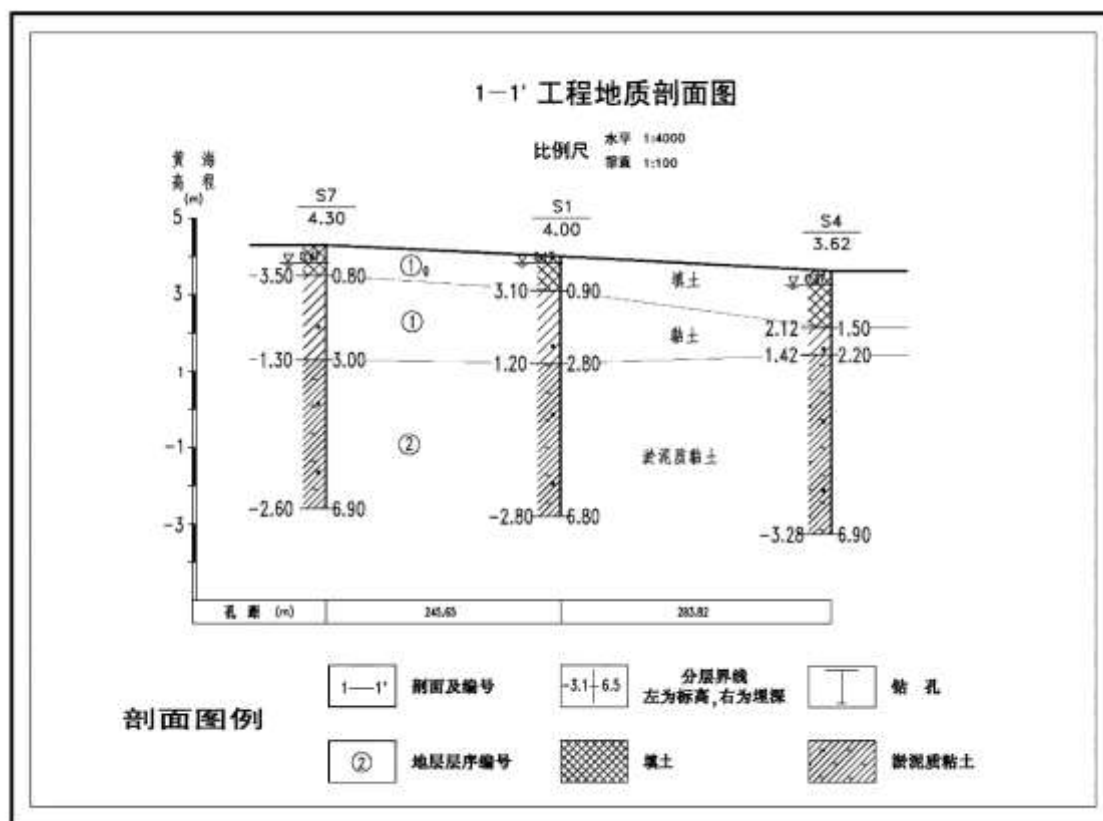 1—1' 工程地质剖面图
比例尺
水平 1:4000
垂直 1:100
黄 海
高 程
(m)
5
3
1
-1
-3
S7
4.30
S1
4.00
S4
3.62
①0
填土
-3.50 0.80
3.10 0.90
2.12 1.50
①
粘土
-1.30 3.00
1.20 2.80
1.42 2.20
②
淤泥质粘土
-2.60 6.90
-2.80 6.80
-3.28 6.90
孔 距 (m)
245.63
283.82
剖面图例
1—1' 剖面及编号
-3.1 6.5
分层界线
左为标高,右为埋深
钻 孔
② 地层层序编号
填土
淤泥质粘土